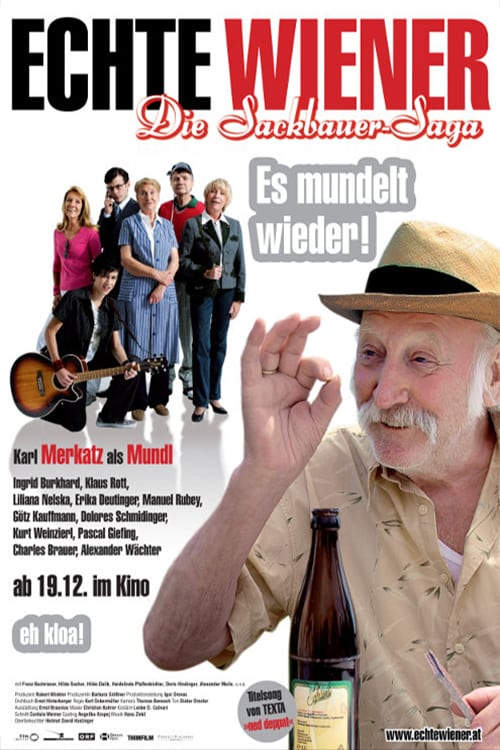 ECHTE WIENER
Die Sackbauer-Saga
Es mundelt
wieder!
Karl Merkatz als Mundl
Ingrid Burkhard, Klaus Rott,
Liliana Nelska, Erika Deutinger, Manuel Rubey,
Götz Kauffmann, Dolores Schmidinger,
Kurt Weinzierl, Pascal Giefing,
Charles Brauer, Alexander Wächter
ab 19.12. im Kino
eh kloa!
Titelsong
von TEXTA
»ned deppat«
ORF
THIMFILM
www.echtewiener.at